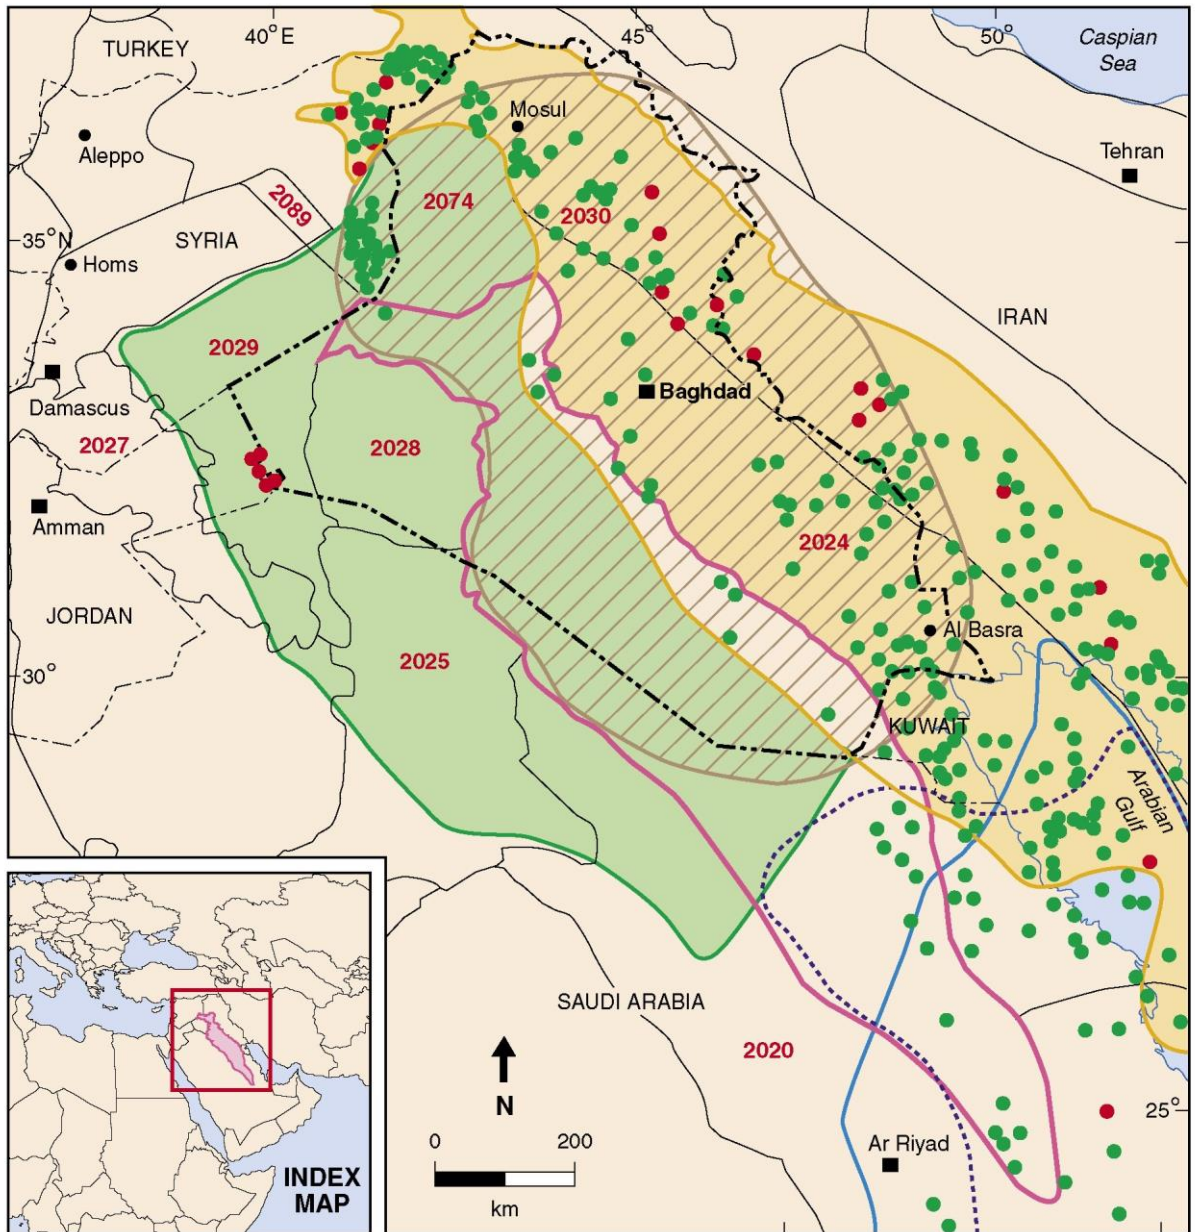 40° E
45°
50°
TURKEY
Caspian
Sea
Mosul
Aleppo
Tehran
2074
2089
2030
35° N
SYRIA
Homs
IRAN
2029
Damascus
Baghdad
2027
2028
Amman
2024
JORDAN
Al Basra
2025
30°
KUWAIT
Arabian
Gulf
SAUDI ARABIA
2020
N
25°
0
200
km
Ar Riyad
INDEX
MAP